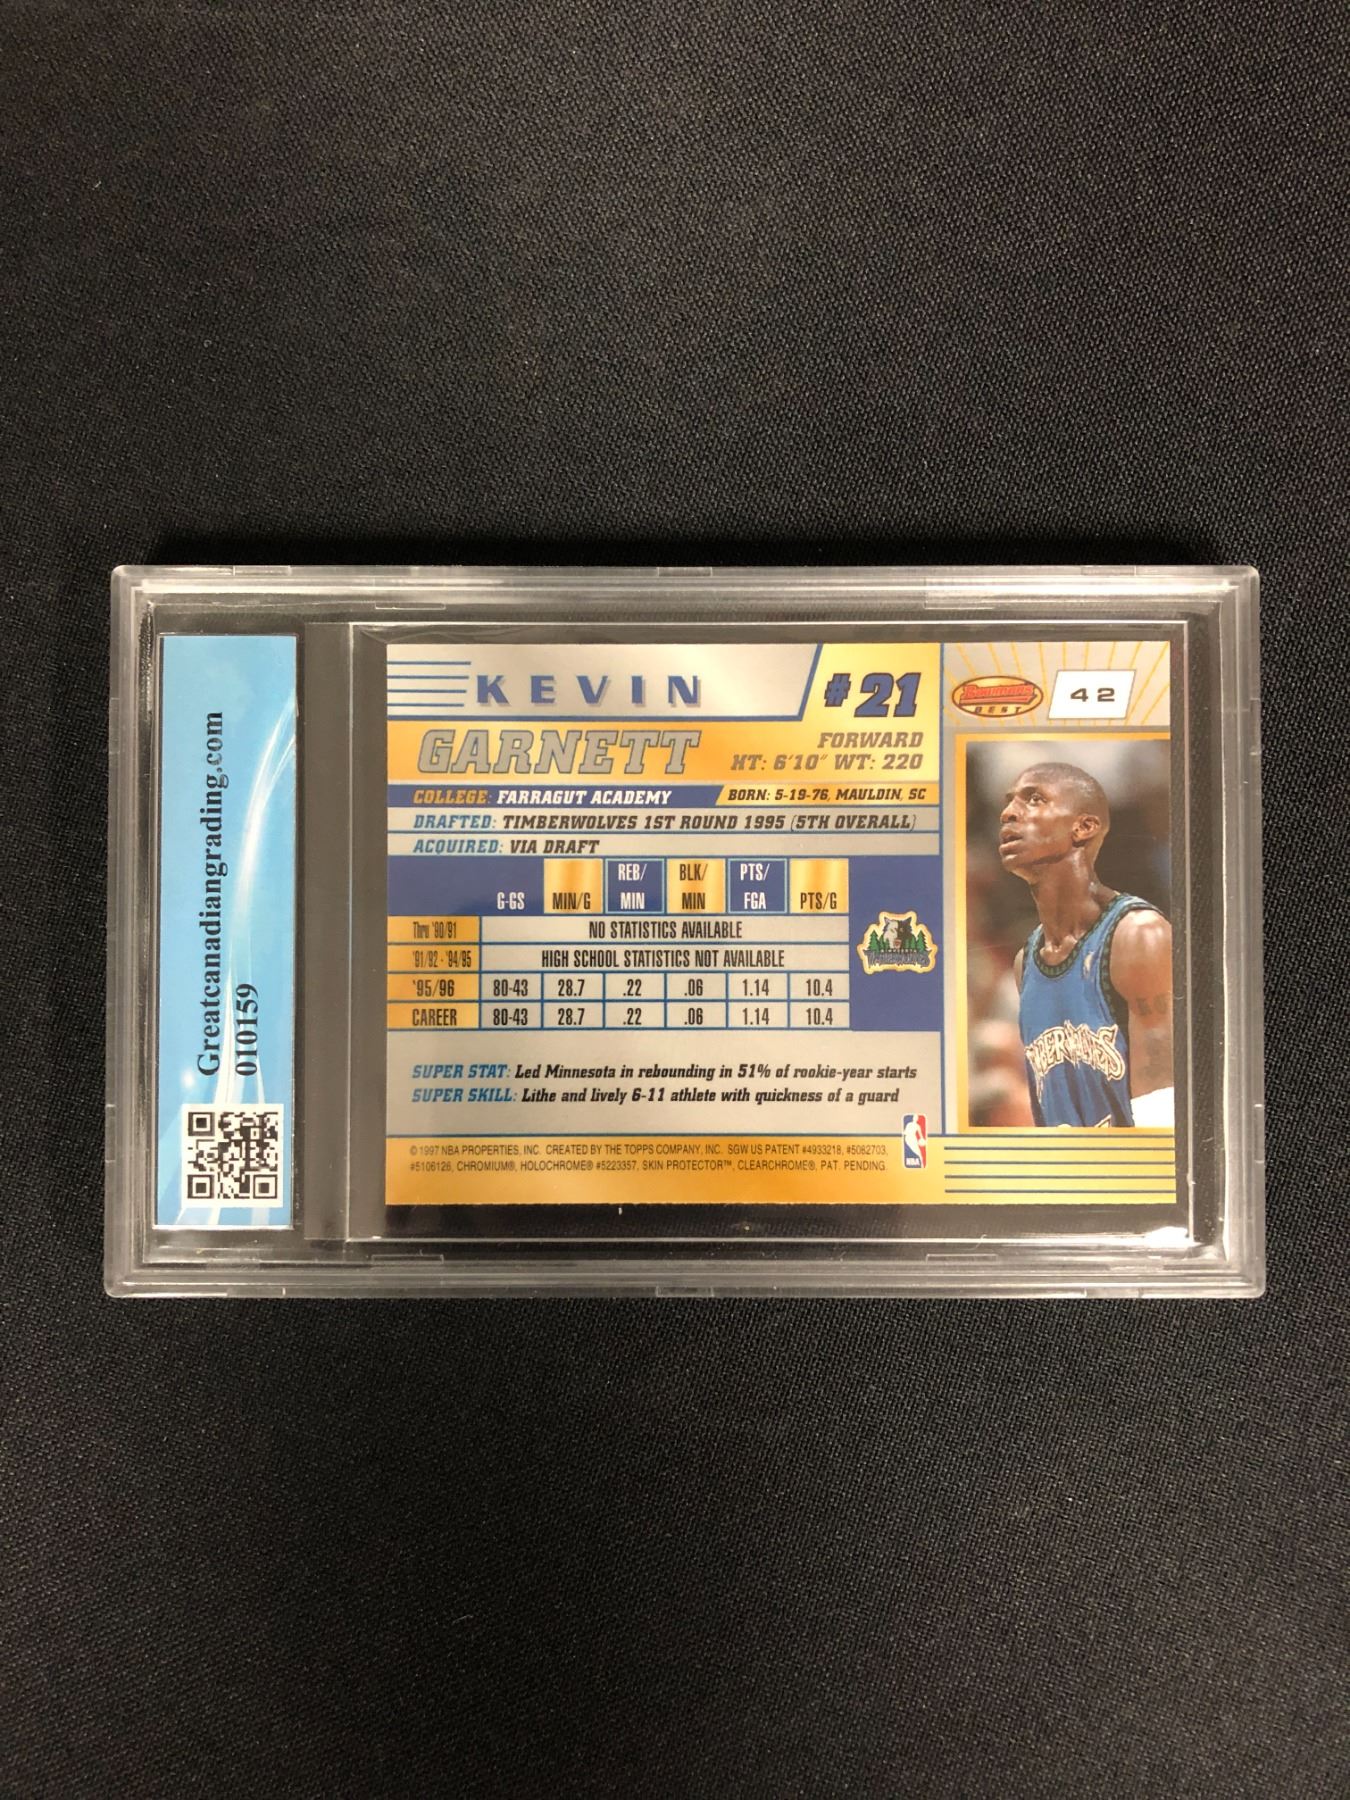 Greatcanadiangrading.com
010159
KEVIN
GARNETT
#21
FORWARD
HT: 6'10" WT: 220
COLLEGE: FARRAGUT ACADEMY
BORN: 5-19-76, MAULDIN, SC
DRAFTED: TIMBERWOLVES 1ST ROUND 1995 (5TH OVERALL)
ACQUIRED: VIA DRAFT
G-GS MIN/G REB/MIN BLK/MIN PTS/FGA PTS/G
Thru '90/91 NO STATISTICS AVAILABLE
'91/92 - '94/95 HIGH SCHOOL STATISTICS NOT AVAILABLE
'95/96 80-43 28.7 .22 .06 1.14 10.4
CAREER 80-43 28.7 .22 .06 1.14 10.4
SUPER STAT: Led Minnesota in rebounding in 51% of rookie-year starts
SUPER SKILL: Lithe and lively 6-11 athlete with quickness of a guard
© 1997 NBA PROPERTIES, INC. CREATED BY THE TOPPS COMPANY, INC. SGW US PATENT #4933218, #5082703,
#5106126, CHROMIUM®, HOLOCHROME® #5223357, SKIN PROTECTOR™, CLEARCHROME®, PAT. PENDING
NBA
BOWMAN'S
BEST
42
TIMBERWOLVES